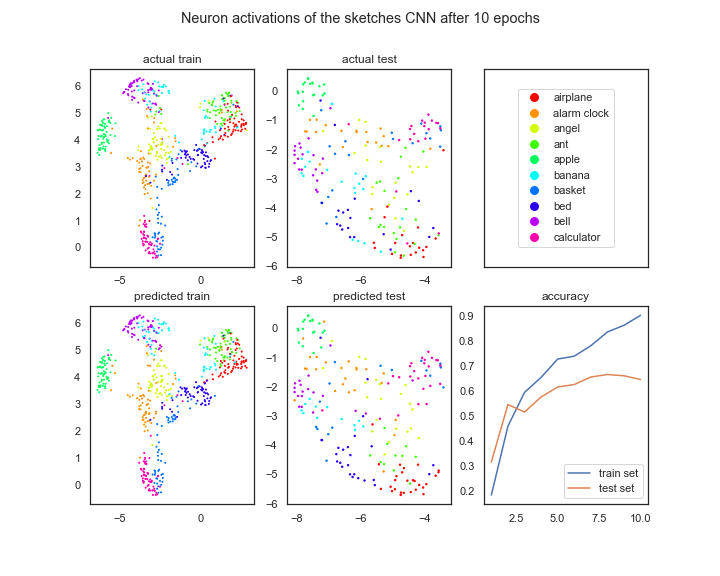 Neuron activations of the sketches CNN after 10 epochs
actual train
6
5
4
3
2
1
0
−5
0
actual test
0
−1
−2
−3
−4
−5
−6
−8
−6
−4
airplane
alarm clock
angel
ant
apple
banana
basket
bed
bell
calculator
predicted train
6
5
4
3
2
1
0
−5
0
predicted test
0
−1
−2
−3
−4
−5
−6
−8
−6
−4
accuracy
0.9
0.8
0.7
0.6
0.5
0.4
0.3
0.2
train set
test set
2.5
5.0
7.5
10.0